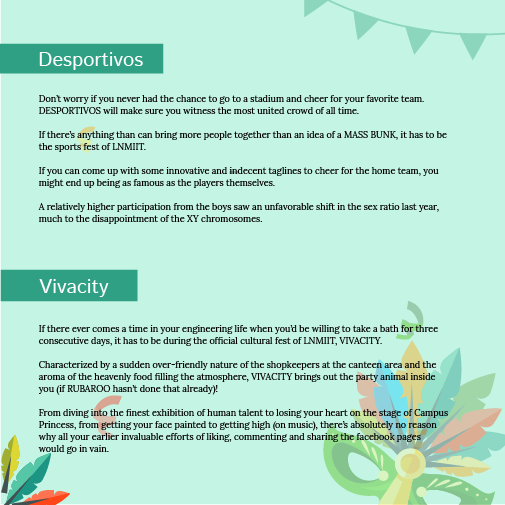 Desportivos
Don't worry if you never had the chance to go to a stadium and cheer for your favorite team.
DESPORTIVOS will make sure you witness the most united crowd of all time.
If there's anything than can bring more people together than an idea of a MASS BUNK, it has to be
the sports fest of LNMIIT.
If you can come up with some innovative and indecent taglines to cheer for the home team, you
might end up being as famous as the players themselves.
A relatively higher participation from the boys saw an unfavorable shift in the sex ratio last year,
much to the disappointment of the XY chromosomes.
Vivacity
If there ever comes a time in your engineering life when you'd be willing to take a bath for three
consecutive days, it has to be during the official cultural fest of LNMIIT, VIVACITY.
Characterized by a sudden over-friendly nature of the shopkeepers at the canteen area and the
aroma of the heavenly food filling the atmosphere, VIVACITY brings out the party animal inside
you (if RUBAROO hasn't done that already)!
From diving into the finest exhibition of human talent to losing your heart on the stage of Campus
Princess, from getting your face painted to getting high (on music), there's absolutely no reason
why all your earlier invaluable efforts of liking, commenting and sharing the facebook pages
would go in vain.